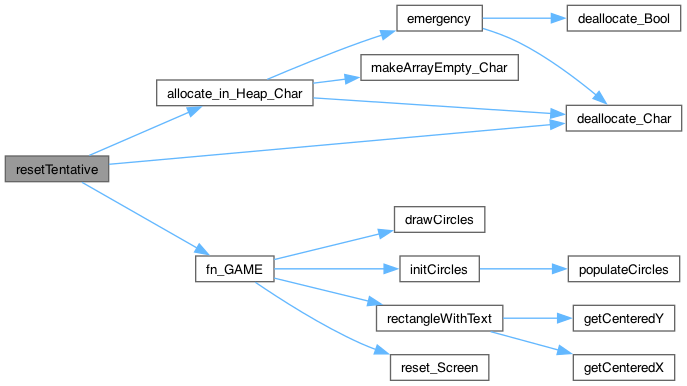 emergency
deallocate_Bool
makeArrayEmpty_Char
allocate_in_Heap_Char
deallocate_Char
resetTentative
drawCircles
fn_GAME
initCircles
populateCircles
rectangleWithText
getCenteredY
reset_Screen
getCenteredX